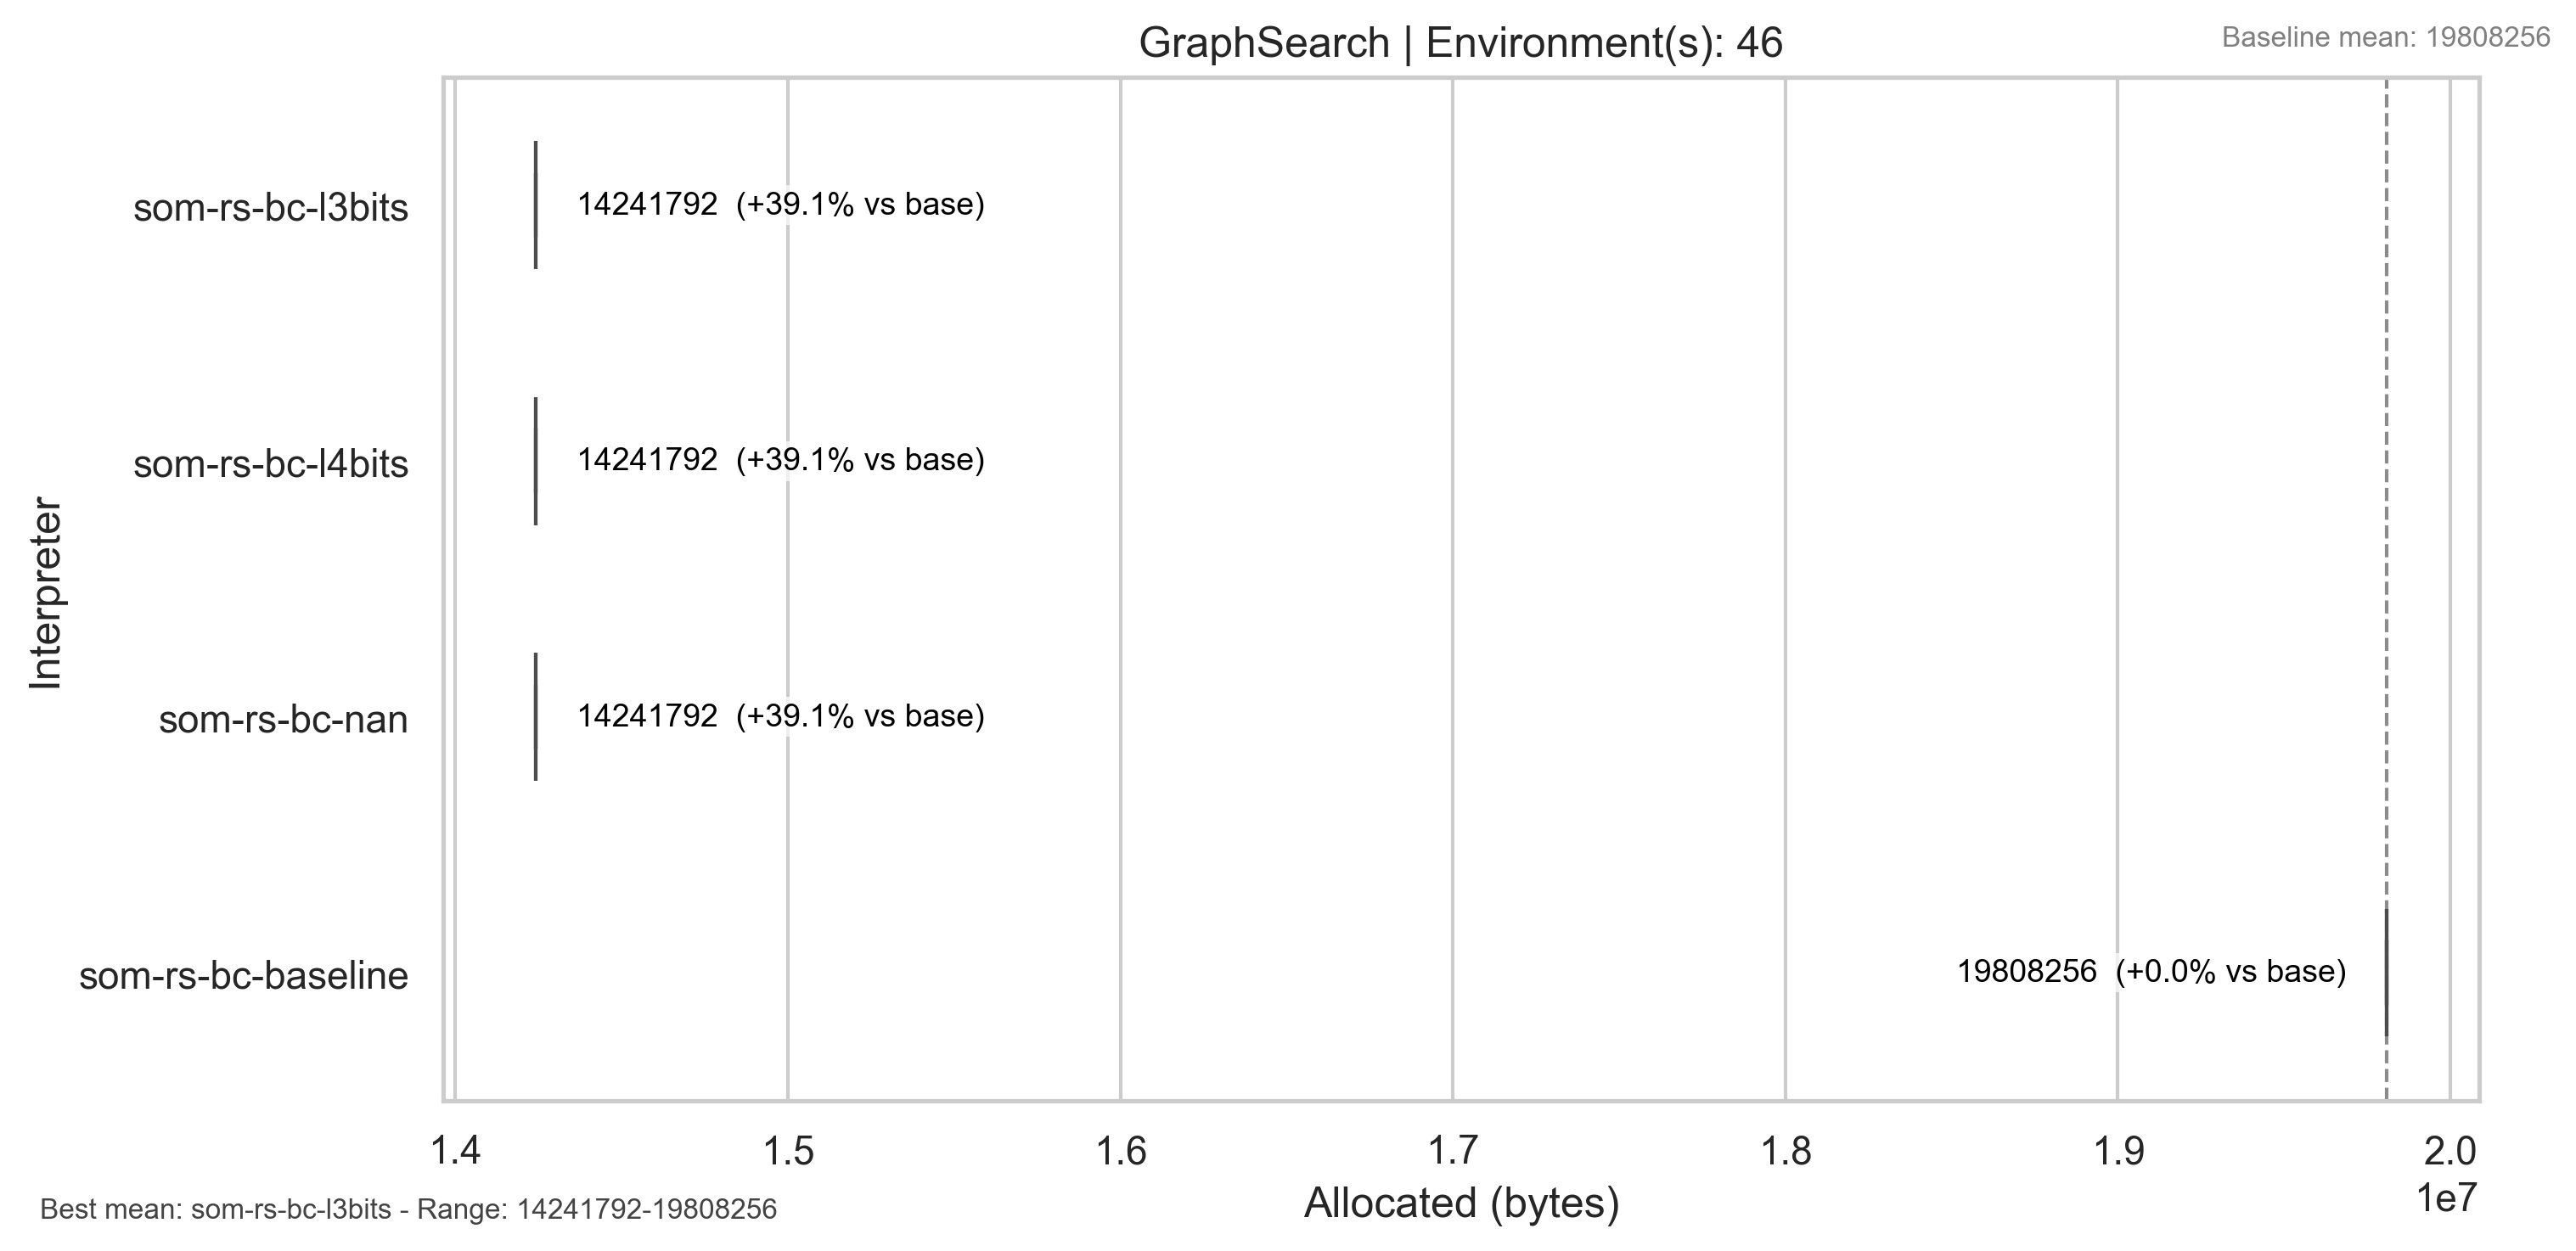 GraphSearch | Environment(s): 46
Baseline mean: 19808256
Interpreter
som-rs-bc-l3bits
14241792  (+39.1% vs base)
som-rs-bc-l4bits
14241792  (+39.1% vs base)
som-rs-bc-nan
14241792  (+39.1% vs base)
som-rs-bc-baseline
19808256  (+0.0% vs base)
1.4 1.5 1.6 1.7 1.8 1.9 2.0
1e7
Allocated (bytes)
Best mean: som-rs-bc-l3bits - Range: 14241792-19808256